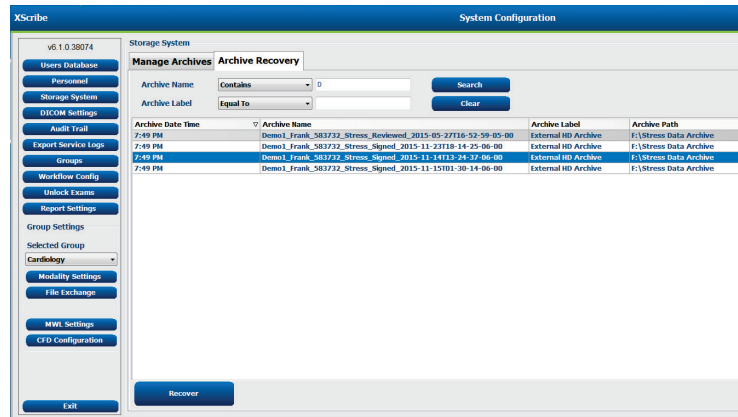 XScribe System Configuration
v6.1.0.38074
Users Database
Personnel
Storage System
DICOM Settings
Audit Trail
Export Service Logs
Groups
Workflow Config
Unlock Exams
Report Settings
Group Settings
Selected Group
Cardiology
Modality Settings
File Exchange
MWL Settings
CFD Configuration
Exit
Storage System
Manage Archives Archive Recovery
Archive Name Contains D Search
Archive Label Equal To Clear
Archive Date Time Archive Name Archive Label Archive Path
7:49 PM Demo1_Frank_583732_Stress_Reviewed_2015-05-27T16-52-59-05-00 External HD Archive F:\Stress Data Archive
7:49 PM Demo1_Frank_583732_Stress_Signed_2015-11-23T18-14-25-06-00 External HD Archive F:\Stress Data Archive
7:49 PM Demo1_Frank_583732_Stress_Signed_2015-11-14T13-24-37-06-00 External HD Archive F:\Stress Data Archive
7:49 PM Demo1_Frank_583732_Stress_Signed_2015-11-15T01-30-14-06-00 External HD Archive F:\Stress Data Archive
Recover